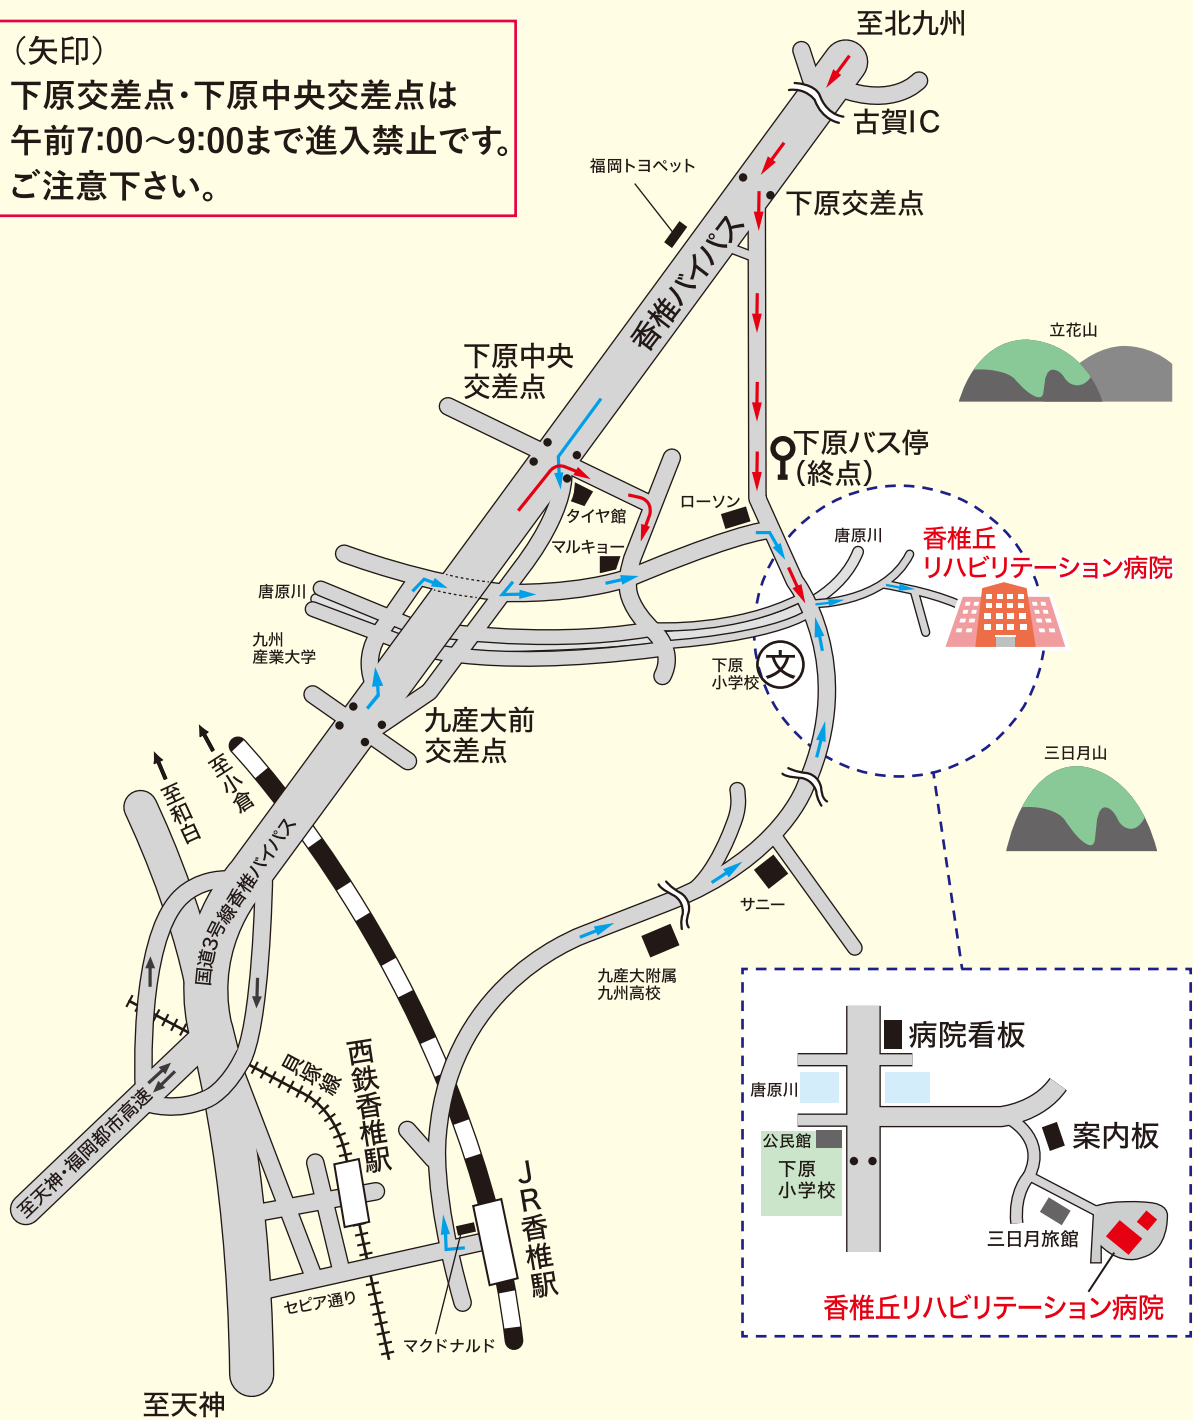 （矢印）
下原交差点・下原中央交差点は
午前7:00〜9:00まで進入禁止です。
ご注意下さい。
至北九州
古賀IC
福岡トヨペット
下原交差点
香椎バイパス
立花山
下原中央
交差点
下原バス停
（終点）
ローソン
タイヤ館
マルキョー
唐原川
香椎丘
リハビリテーション病院
唐原川
九州
産業大学
下原
小学校
文
九産大前
交差点
至小倉
至和白
三日月山
国道3号線香椎バイパス
サニー
九産大附属
九州高校
貝塚線
西鉄香椎駅
至天神・福岡都市高速
JR香椎駅
セピア通り
マクドナルド
至天神
病院看板
唐原川
公民館
下原
小学校
案内板
三日月旅館
香椎丘リハビリテーション病院